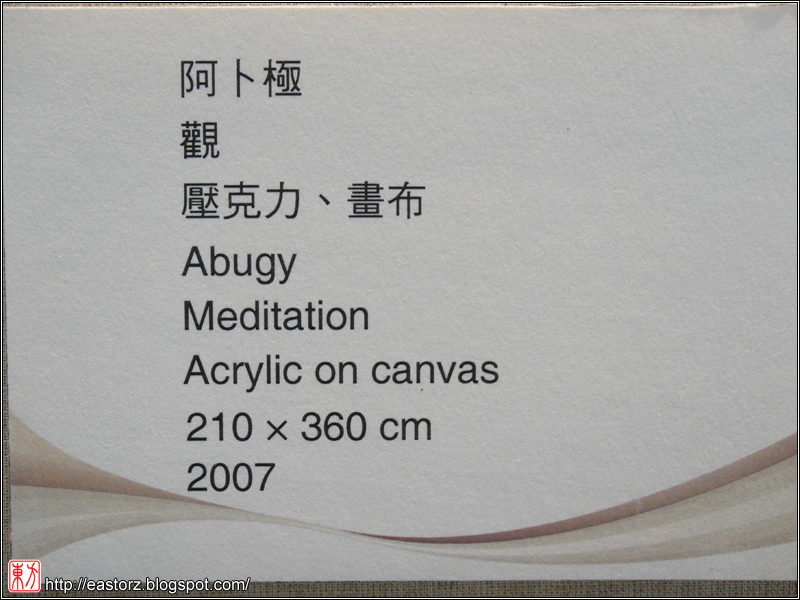 阿卜極
觀
壓克力、畫布
Abugy
Meditation
Acrylic on canvas
210 × 360 cm
2007
東方 http://eastorz.blogspot.com/